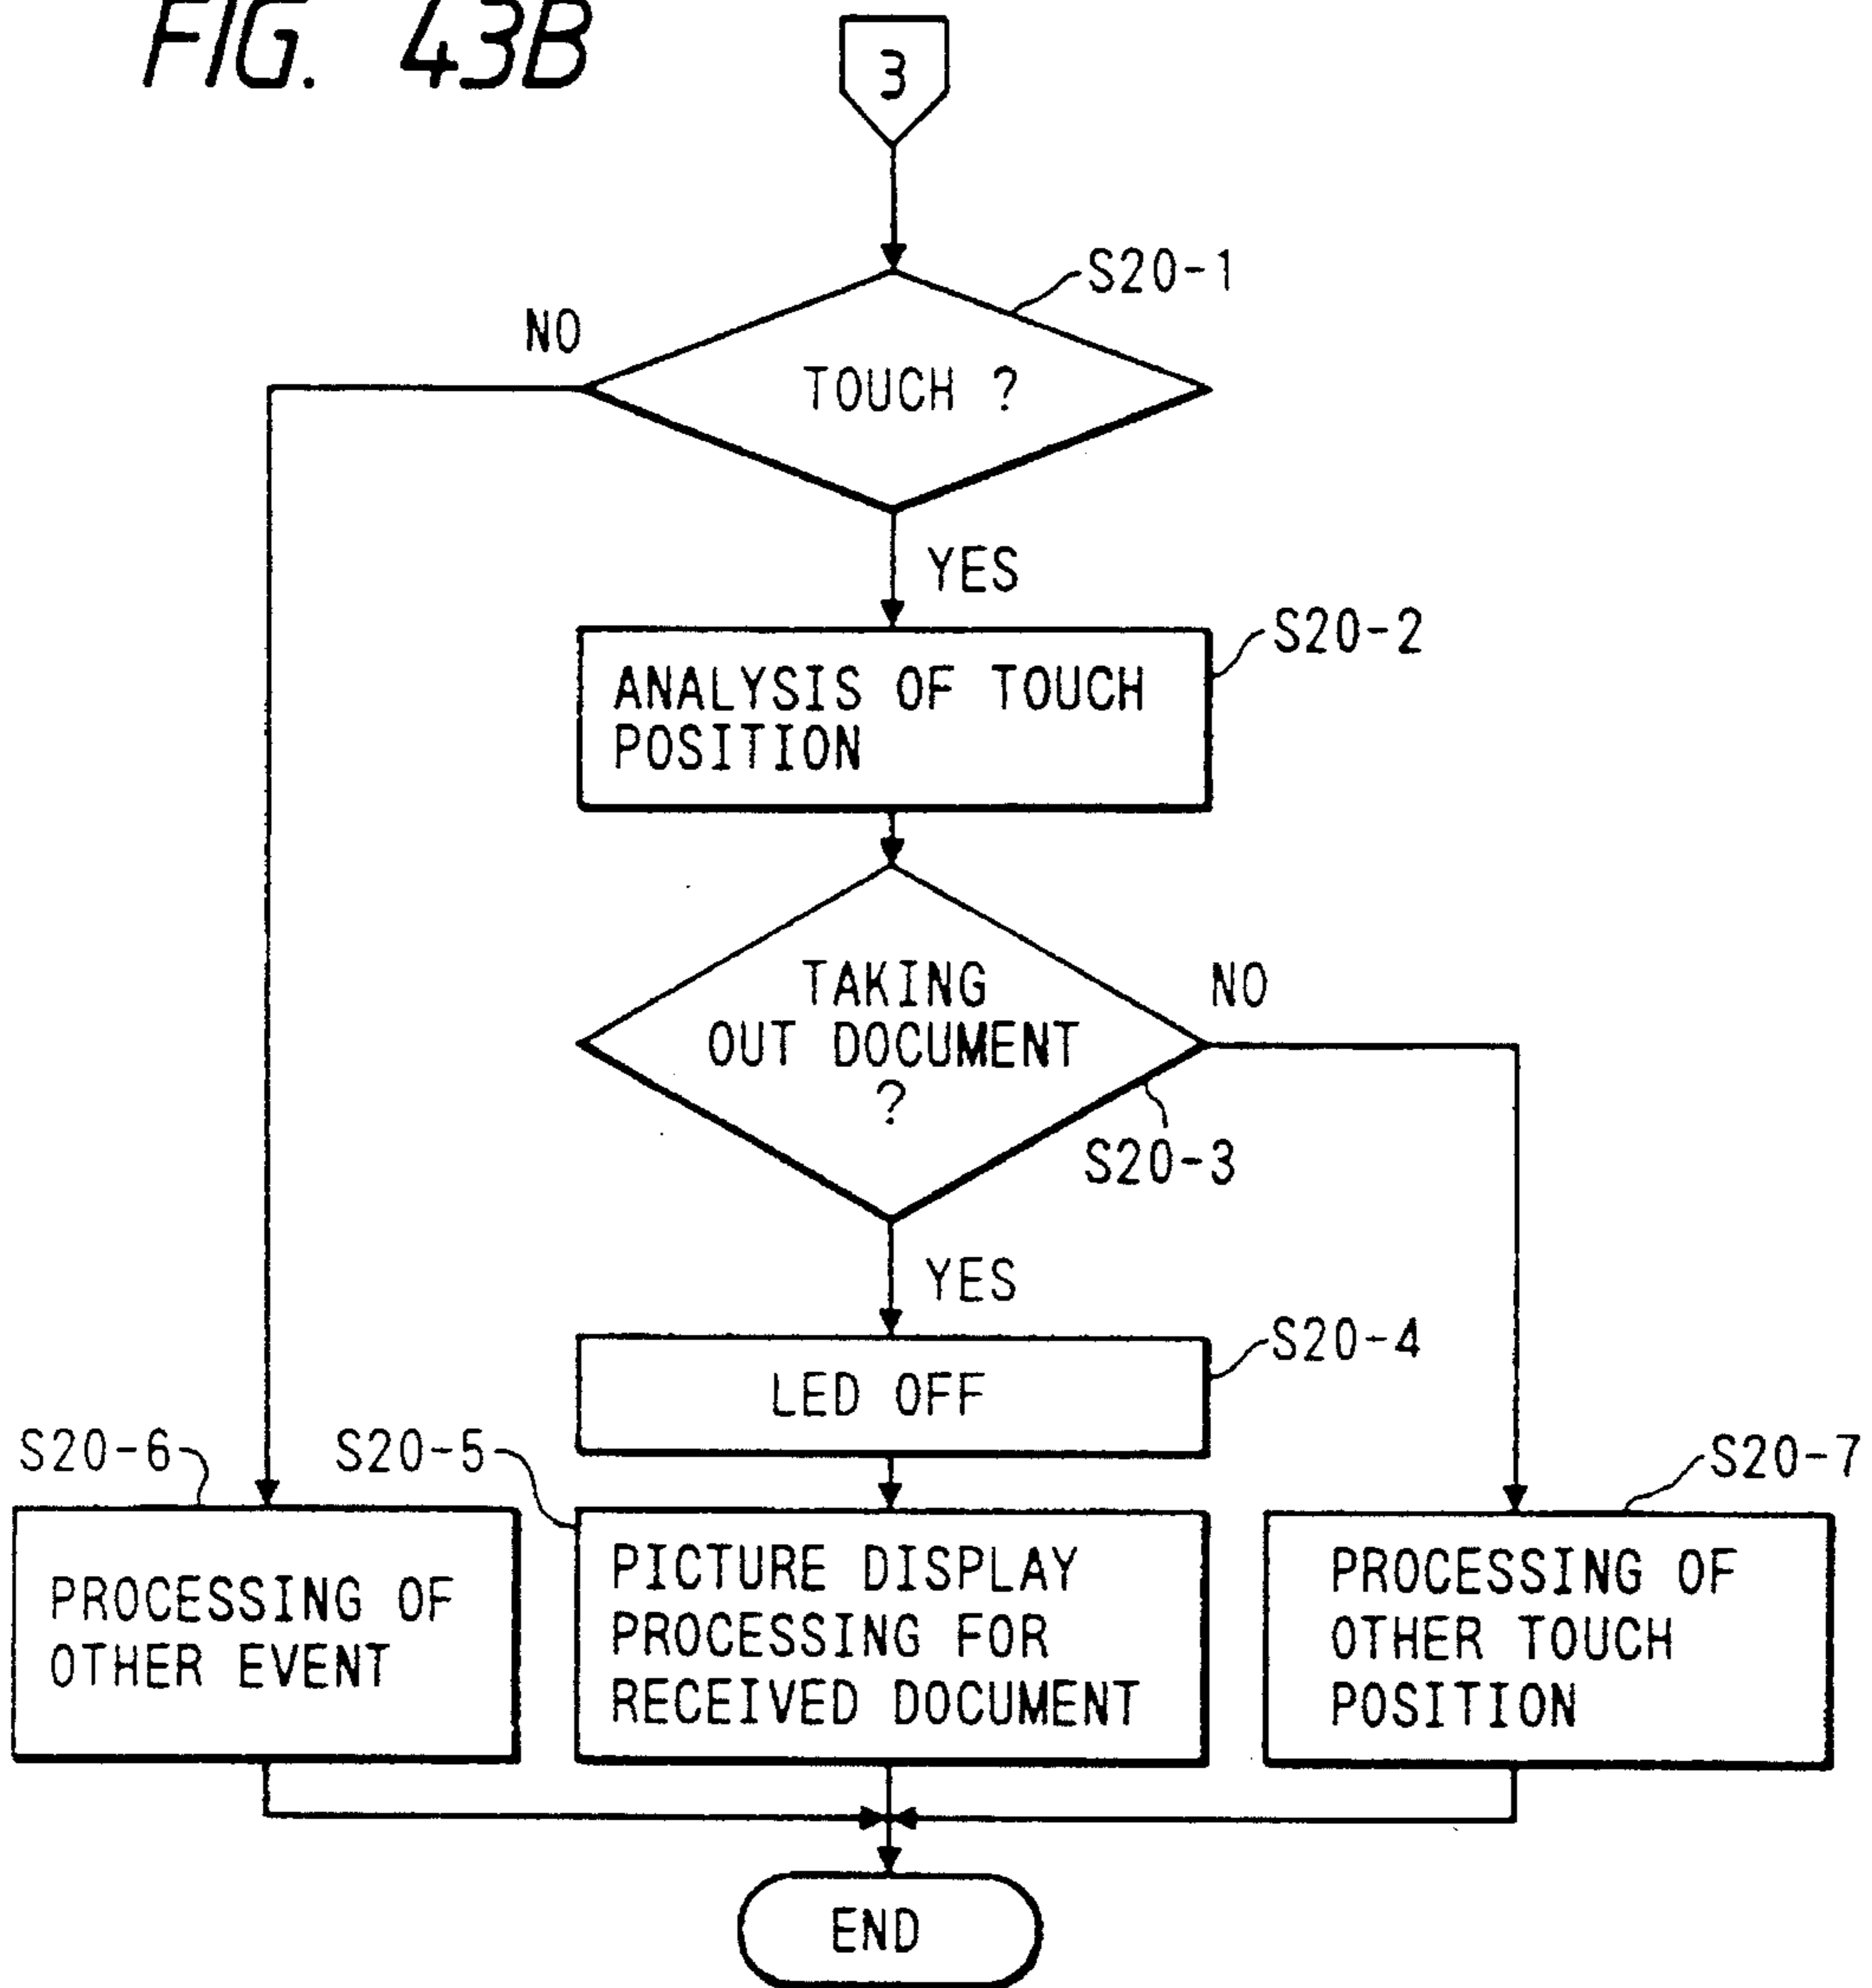 FIG. 43B
3
S20-1
NO
TOUCH ?
YES
S20-2
ANALYSIS OF TOUCH
POSITION
TAKING
OUT DOCUMENT
?
NO
S20-3
YES
S20-4
LED OFF
S20-6
S20-5
S20-7
PROCESSING OF
OTHER EVENT
PICTURE DISPLAY
PROCESSING FOR
RECEIVED DOCUMENT
PROCESSING OF
OTHER TOUCH
POSITION
END